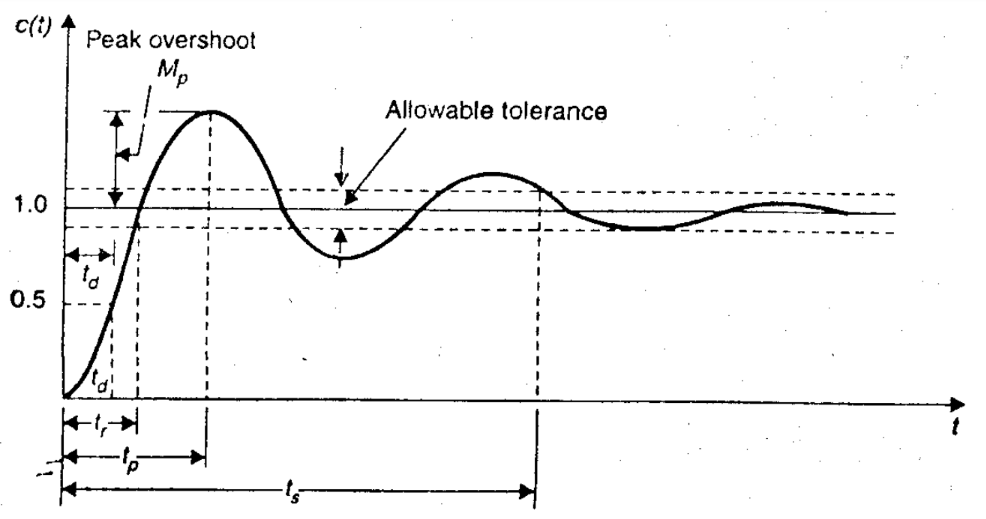 c(t)
Peak overshoot
M_p
Allowable tolerance
1.0
t_d
0.5
t_d
t_r
t
t_p
t_s